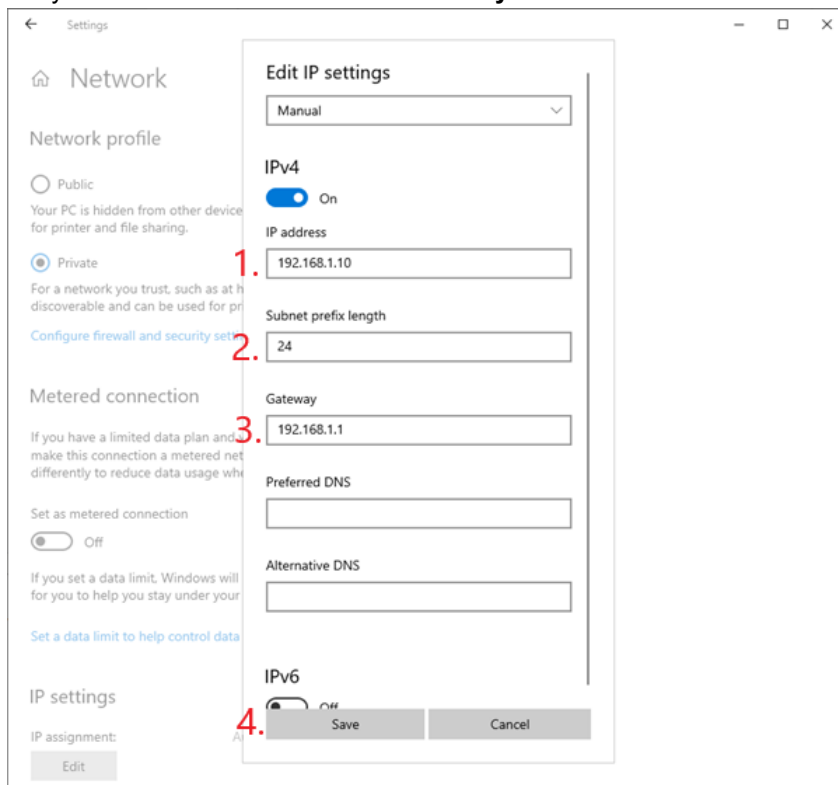 Settings
Network
Network profile
Public
Your PC is hidden from other device
for printer and file sharing.
Private
For a network you trust, such as at h
discoverable and can be used for pri
Configure firewall and security setti
Metered connection
If you have a limited data plan and
make this connection a metered net
differently to reduce data usage whe
Set as metered connection
Off
If you set a data limit, Windows will
for you to help you stay under your
Set a data limit to help control data
IP settings
IP assignment:
Edit
Edit IP settings
Manual
IPv4
On
IP address
1. 192.168.1.10
Subnet prefix length
2. 24
Gateway
3. 192.168.1.1
Preferred DNS
Alternative DNS
IPv6
Off
4. Save Cancel